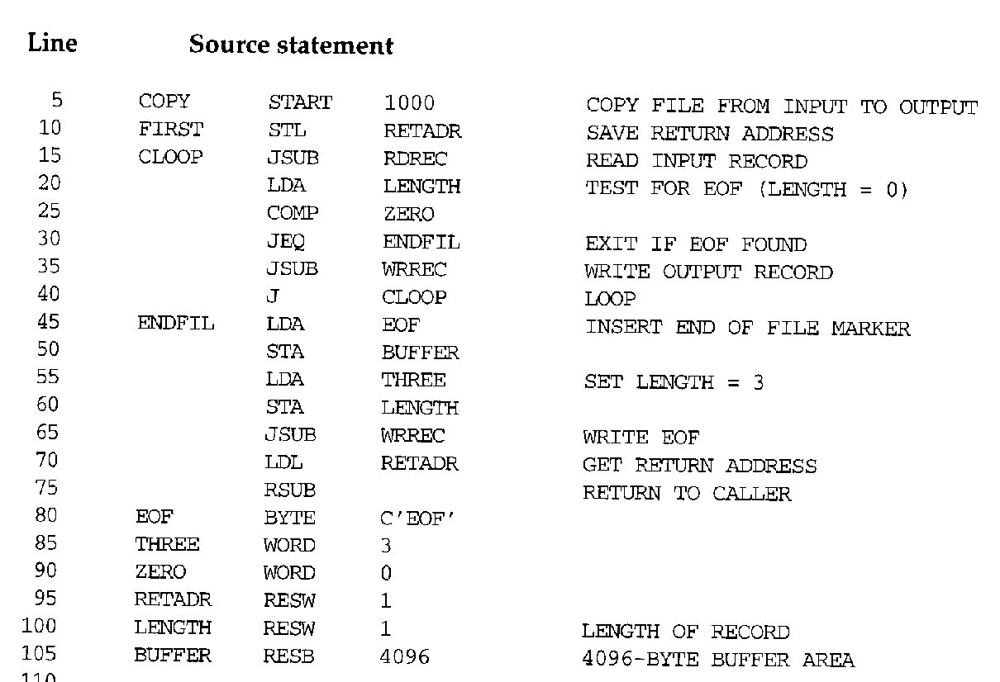 Line Source statement
5 COPY START 1000 COPY FILE FROM INPUT TO OUTPUT
10 FIRST STL RETADR SAVE RETURN ADDRESS
15 CLOOP JSUB RDREC READ INPUT RECORD
20 LDA LENGTH TEST FOR EOF (LENGTH = 0)
25 COMP ZERO
30 JEQ ENDFIL EXIT IF EOF FOUND
35 JSUB WRREC WRITE OUTPUT RECORD
40 J CLOOP LOOP
45 ENDFIL LDA EOF INSERT END OF FILE MARKER
50 STA BUFFER
55 LDA THREE SET LENGTH = 3
60 STA LENGTH
65 JSUB WRREC WRITE EOF
70 LDL RETADR GET RETURN ADDRESS
75 RSUB RETURN TO CALLER
80 EOF BYTE C'EOF'
85 THREE WORD 3
90 ZERO WORD 0
95 RETADR RESW 1
100 LENGTH RESW 1 LENGTH OF RECORD
105 BUFFER RESB 4096 4096-BYTE BUFFER AREA
110